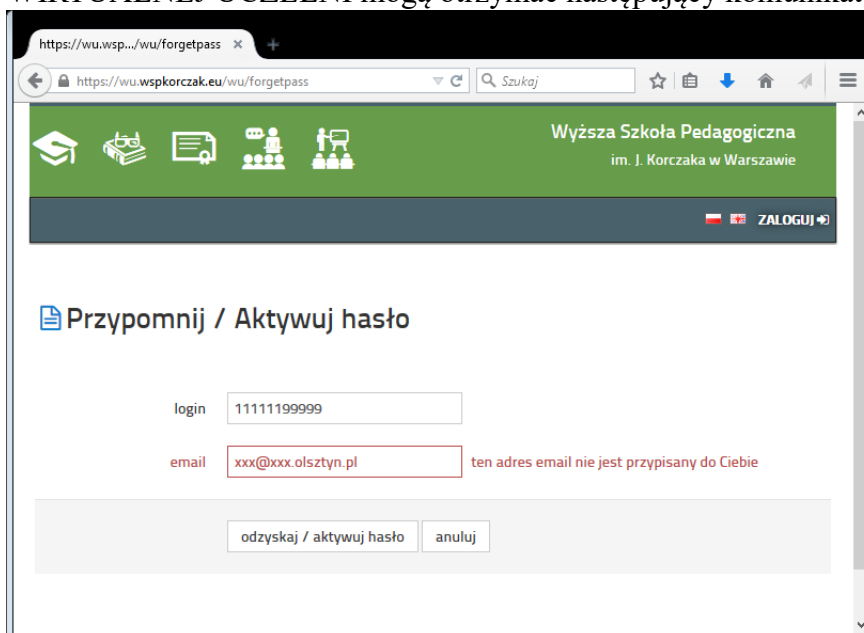 WIRTUALNEJ UCZELNI mogą otrzymać następujący komunikat
https://wu.wsp.../wu/forgetpass × +
https://wu.wspkorczak.eu/wu/forgetpass Szukaj
Wyższa Szkoła Pedagogiczna
im. J. Korczaka w Warszawie
ZALOGUJ
Przypomnij / Aktywuj hasło
login 11111199999
email xxx@xxx.olsztyn.pl ten adres email nie jest przypisany do Ciebie
odzyskaj / aktywuj hasło anuluj